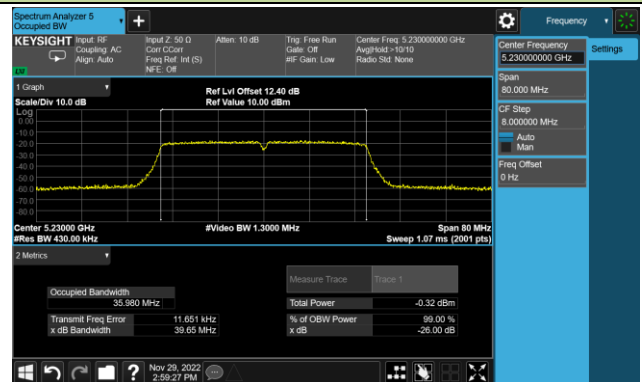 Spectrum Analyzer 5
Occupied BW
Frequency
KEYSIGHT
Input: RF
Coupling: AC
Align: Auto
Input Z: 50 Ω
Corr CCorr
Freq Ref: Int (S)
NFE: Off
Atten: 10 dB
Trig: Free Run
Gate: Off
#IF Gain: Low
Center Freq: 5.230000000 GHz
Avg|Hold:>10/10
Radio Std: None
LXI
Center Frequency
5.230000000 GHz
Settings
Span
80.000 MHz
CF Step
8.000000 MHz
Auto
Man
Freq Offset
0 Hz
1 Graph
Scale/Div 10.0 dB
Ref Lvl Offset 12.40 dB
Ref Value 10.00 dBm
Log
0.00
-10.0
-20.0
-30.0
-40.0
-50.0
-60.0
-70.0
-80.0
Center 5.23000 GHz
#Video BW 1.3000 MHz
Span 80 MHz
#Res BW 430.00 kHz
Sweep 1.07 ms (2001 pts)
2 Metrics
Measure Trace
Trace 1
Occupied Bandwidth
35.980 MHz
Total Power
-0.32 dBm
Transmit Freq Error
11.651 kHz
% of OBW Power
99.00 %
x dB Bandwidth
39.65 MHz
x dB
-26.00 dB
?
Nov 29, 2022
2:59:27 PM